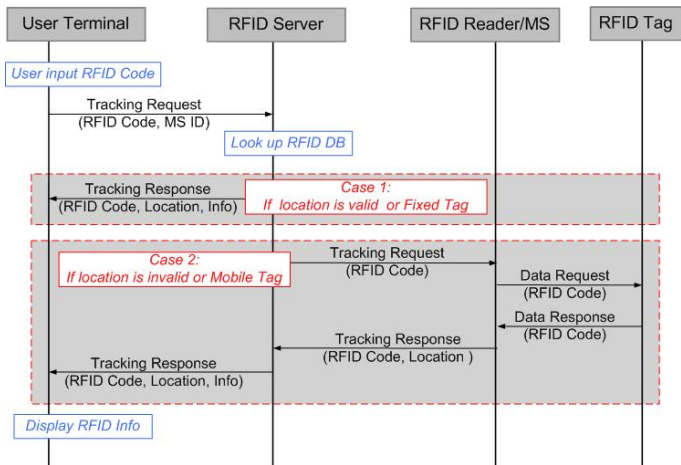 User Terminal
RFID Server
RFID Reader/MS
RFID Tag
User input RFID Code
Tracking Request
(RFID Code, MS ID)
Look up RFID DB
Tracking Response
(RFID Code, Location, Info)
Case 1:
If location is valid or Fixed Tag
Case 2:
If location is invalid or Mobile Tag
Tracking Request
(RFID Code)
Data Request
(RFID Code)
Data Response
(RFID Code)
Tracking Response
(RFID Code, Location )
Tracking Response
(RFID Code, Location, Info)
Display RFID Info